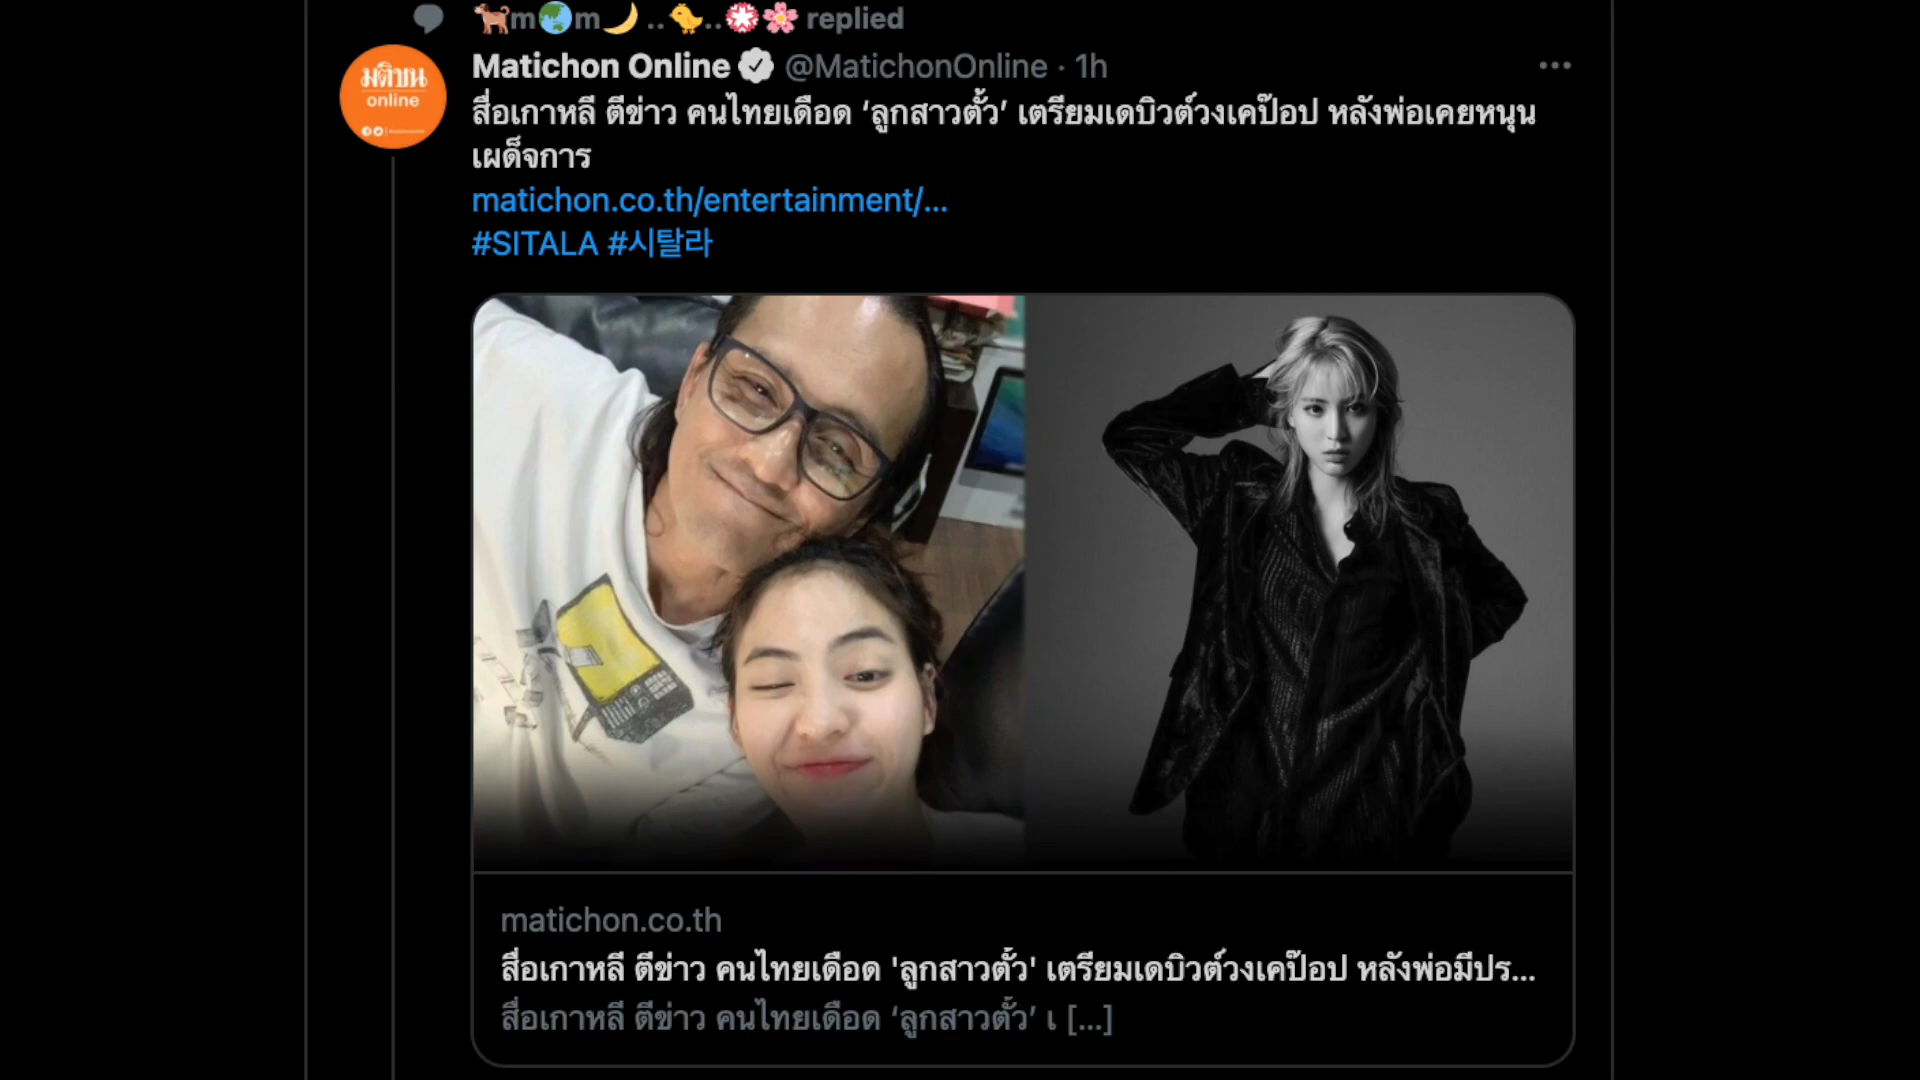 🐕m🌏m🌙..🐤..💮🌸 replied
มติชน
online
Matichon Online @MatichonOnline · 1h
สื่อเกาหลี ตีข่าว คนไทยเดือด ‘ลูกสาวตั้ว’ เตรียมเดบิวต์วงเคป๊อป หลังพ่อเคยหนุน
เผด็จการ
matichon.co.th/entertainment/...
#SITALA #시탈라
matichon.co.th
สื่อเกาหลี ตีข่าว คนไทยเดือด 'ลูกสาวตั้ว' เตรียมเดบิวต์วงเคป๊อป หลังพ่อมีปร...
สื่อเกาหลี ตีข่าว คนไทยเดือด ‘ลูกสาวตั้ว’ เ [...]